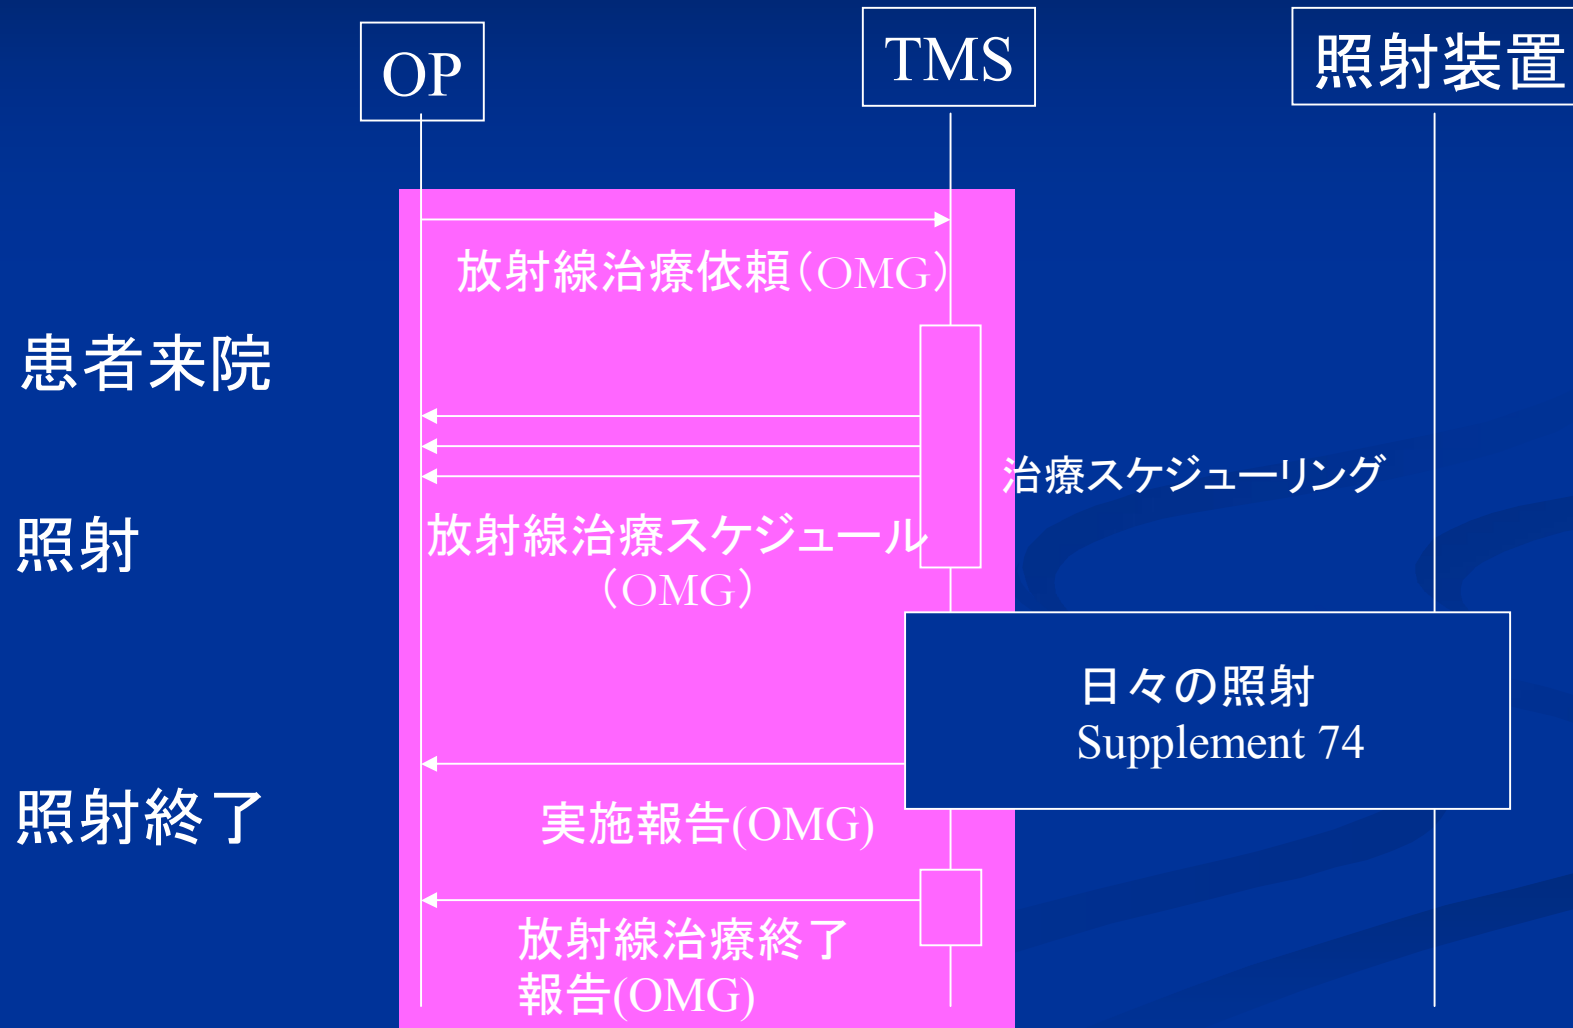 OP
TMS
照射装置
放射線治療依頼（OMG）
患者来院
治療スケジューリング
照射
放射線治療スケジュール
（OMG）
日々の照射
Supplement 74
照射終了
実施報告(OMG)
放射線治療終了
報告(OMG)